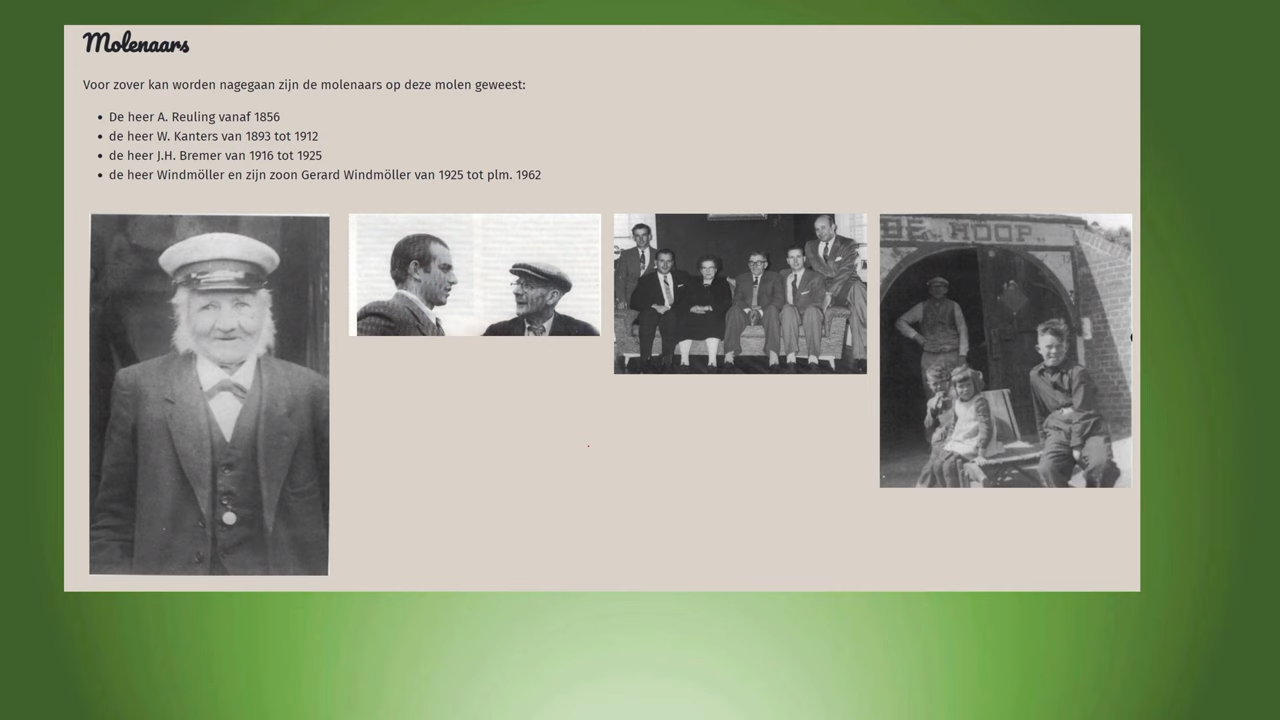 Molenaars
Voor zover kan worden nagegaan zijn de molenaars op deze molen geweest:
• De heer A. Reuling vanaf 1856
• de heer W. Kanters van 1893 tot 1912
• de heer J.H. Bremer van 1916 tot 1925
• de heer Windmöller en zijn zoon Gerard Windmöller van 1925 tot plm. 1962
DE HOOP